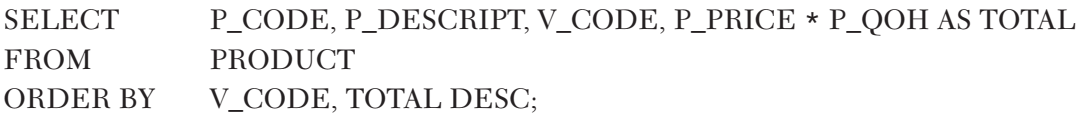 SELECT P_CODE, P_DESCRIPT, V_CODE, P_PRICE * P_QOH AS TOTAL
FROM PRODUCT
ORDER BY V_CODE, TOTAL DESC;